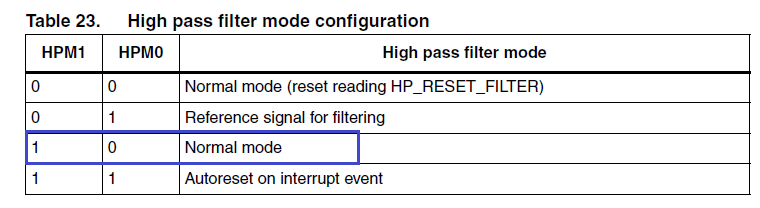 Table 23. High pass filter mode configuration
HPM1 HPM0 High pass filter mode
0 0 Normal mode (reset reading HP_RESET_FILTER)
0 1 Reference signal for filtering
1 0 Normal mode
1 1 Autoreset on interrupt event